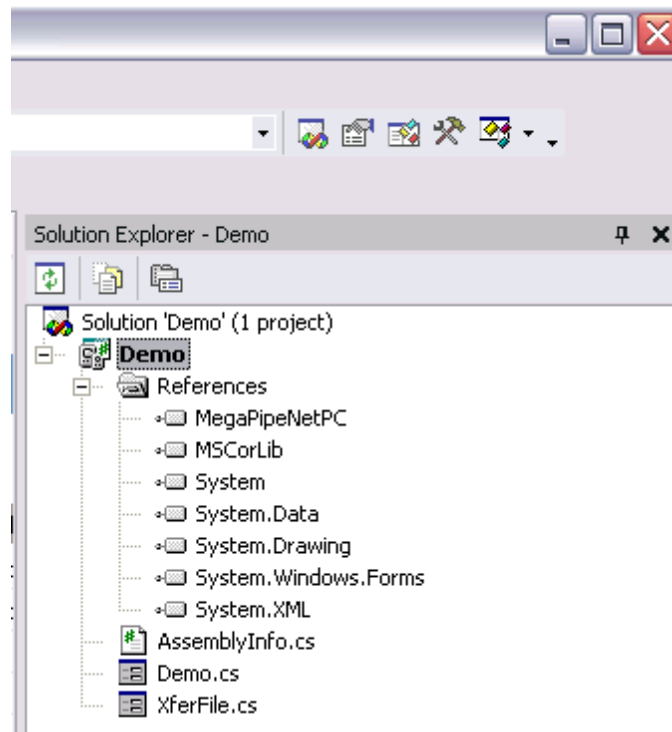 Solution Explorer - Demo
Solution 'Demo' (1 project)
Demo
References
MegaPipeNetPC
MSCorLib
System
System.Data
System.Drawing
System.Windows.Forms
System.XML
AssemblyInfo.cs
Demo.cs
XferFile.cs